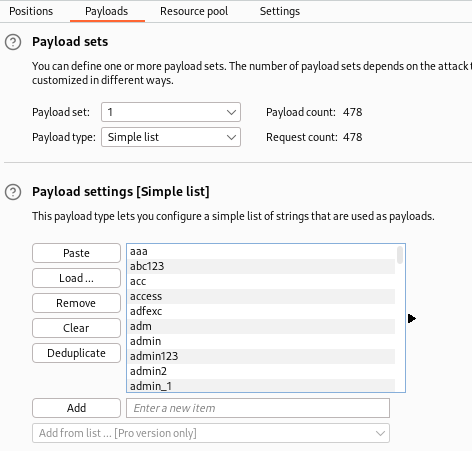 Positions Payloads Resource pool Settings
Payload sets
You can define one or more payload sets. The number of payload sets depends on the attack
customized in different ways.
Payload set: 1 Payload count: 478
Payload type: Simple list Request count: 478
Payload settings [Simple list]
This payload type lets you configure a simple list of strings that are used as payloads.
Paste
Load ...
Remove
Clear
Deduplicate
aaa
abc123
acc
access
adfexc
adm
admin
admin123
admin2
admin_1
Add Enter a new item
Add from list ... [Pro version only]